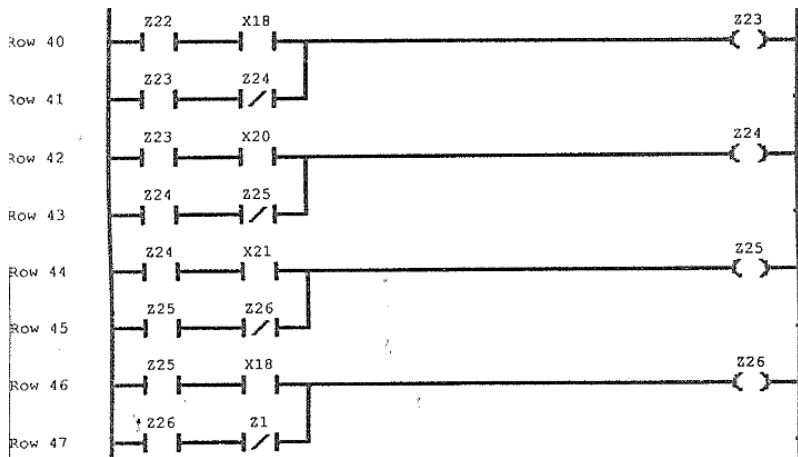 Z22 X18 Z23
Row 40
Z23 Z24
Row 41
Z23 X20 Z24
Row 42
Z24 Z25
Row 43
Z24 X21 Z25
Row 44
Z25 Z26
Row 45
Z25 X18 Z26
Row 46
Z26 Z1
Row 47